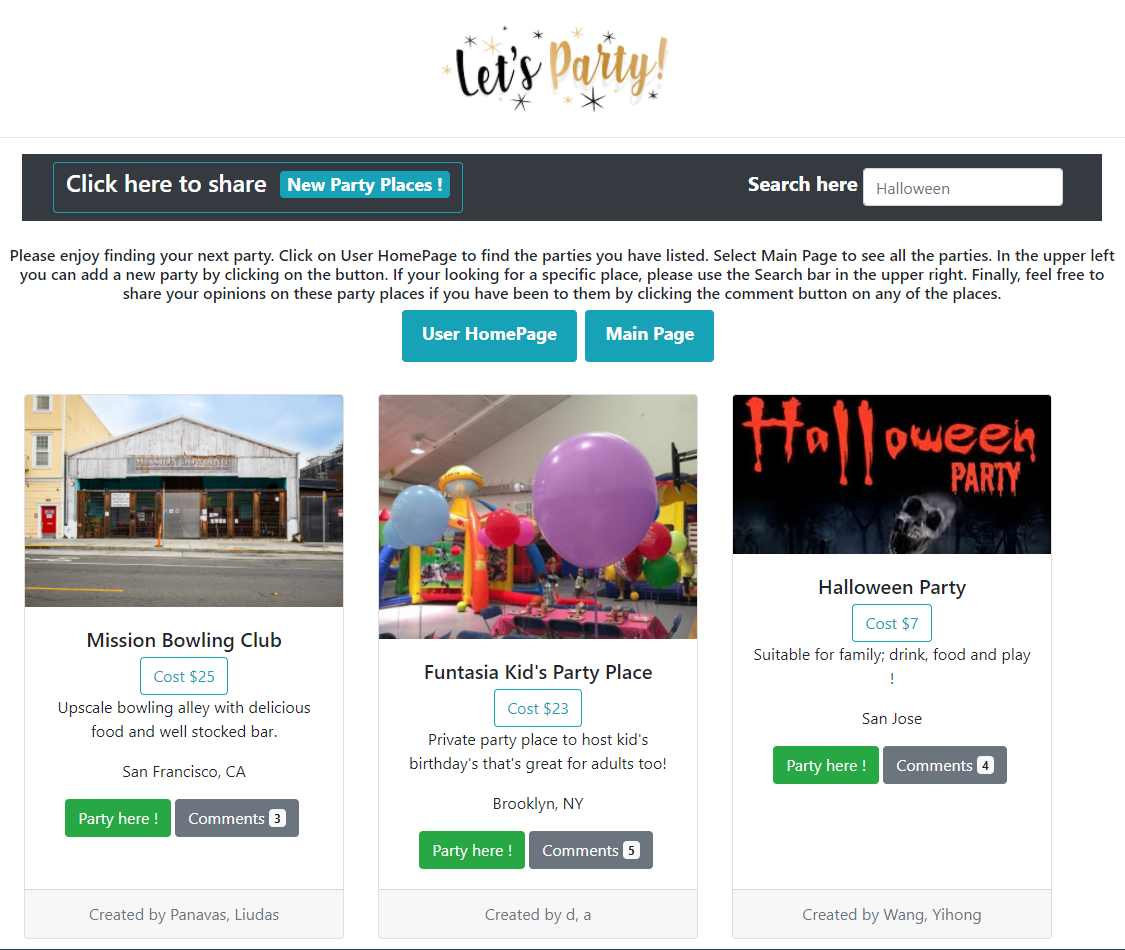 Let's Party!
Click here to share New Party Places !
Search here Halloween
Please enjoy finding your next party. Click on User HomePage to find the parties you have listed. Select Main Page to see all the parties. In the upper left
you can add a new party by clicking on the button. If your looking for a specific place, please use the Search bar in the upper right. Finally, feel free to
share your opinions on these party places if you have been to them by clicking the comment button on any of the places.
User HomePage Main Page
MISSION BOWLING
Mission Bowling Club
Cost $25
Upscale bowling alley with delicious
food and well stocked bar.
San Francisco, CA
Party here ! Comments 3
Created by Panavas, Liudas
Funtasia Kid's Party Place
Cost $23
Private party place to host kid's
birthday's that's great for adults too!
Brooklyn, NY
Party here ! Comments 5
Created by d, a
Halloween
PARTY
Halloween Party
Cost $7
Suitable for family; drink, food and play
!
San Jose
Party here ! Comments 4
Created by Wang, Yihong